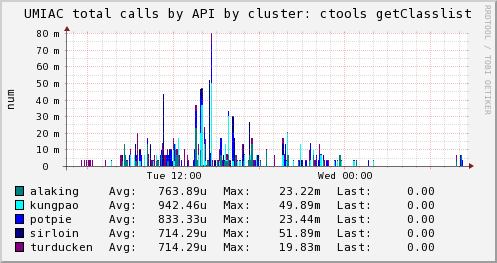 UMIAC total calls by API by cluster: ctools getClasslist
RRDTOOL / TOBI OETIKER
num
80 m
70 m
60 m
50 m
40 m
30 m
20 m
10 m
0
Tue 12:00 Wed 00:00
alaking Avg: 763.89u Max: 23.22m Last: 0.00
kungpao Avg: 942.46u Max: 49.89m Last: 0.00
potpie Avg: 833.33u Max: 23.44m Last: 0.00
sirloin Avg: 714.29u Max: 51.89m Last: 0.00
turducken Avg: 714.29u Max: 19.83m Last: 0.00